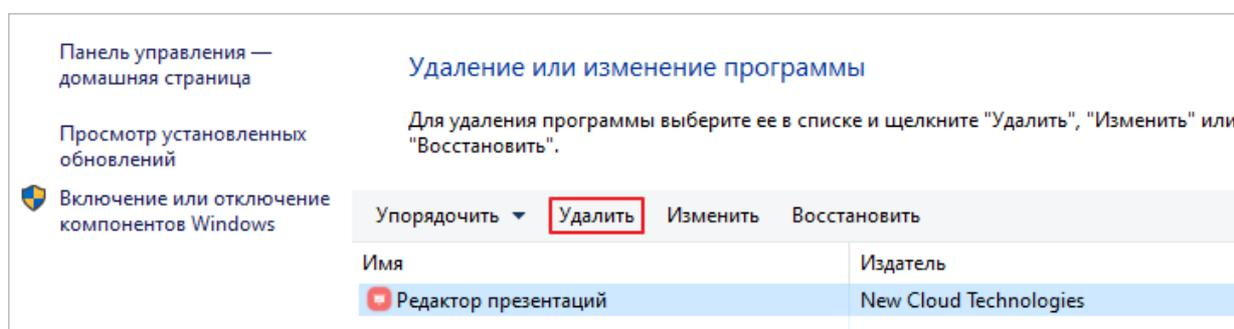 Панель управления —
домашняя страница
Просмотр установленных
обновлений
Включение или отключение
компонентов Windows
Удаление или изменение программы
Для удаления программы выберите ее в списке и щелкните "Удалить", "Изменить" или
"Восстановить".
Упорядочить Удалить Изменить Восстановить
Имя Издатель
Редактор презентаций New Cloud Technologies